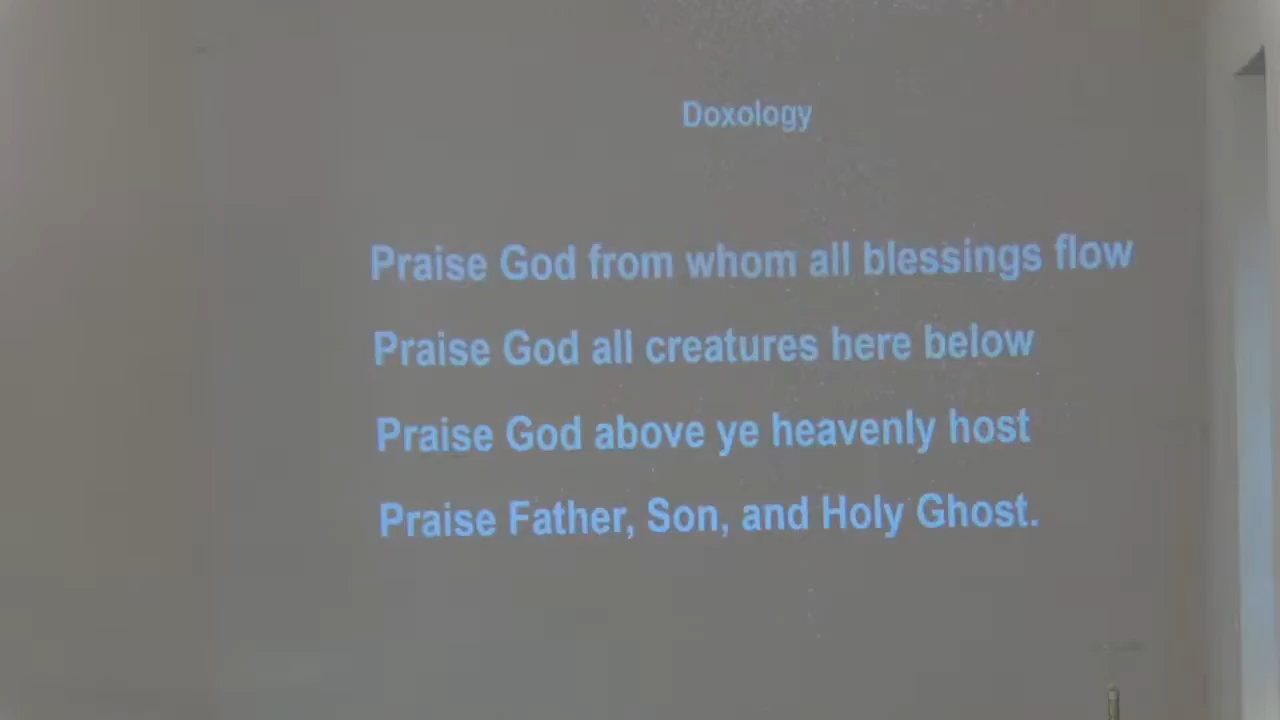 Doxology
Praise God from whom all blessings flow
Praise God all creatures here below
Praise God above ye heavenly host
Praise Father, Son, and Holy Ghost.